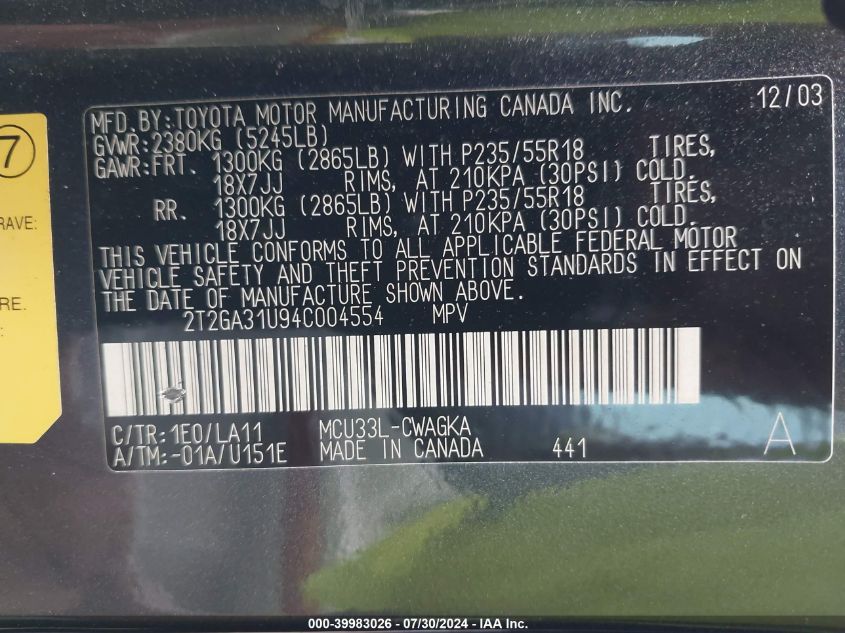 7
RAVE:
RE.
MFD. BY: TOYOTA MOTOR MANUFACTURING CANADA INC. 12/03
GVWR: 2380KG (5245LB)
GAWR: FRT. 1300KG (2865LB) WITH P235/55R18 TIRES,
18X7JJ RIMS, AT 210KPA (30PSI) COLD.
RR. 1300KG (2865LB) WITH P235/55R18 TIRES,
18X7JJ RIMS, AT 210KPA (30PSI) COLD.
THIS VEHICLE CONFORMS TO ALL APPLICABLE FEDERAL MOTOR
VEHICLE SAFETY AND THEFT PREVENTION STANDARDS IN EFFECT ON
THE DATE OF MANUFACTURE SHOWN ABOVE.
2T2GA31U94C004554 MPV
C/TR: 1E0/LA11 MCU33L-CWAGKA
A/TM: -01A/U151E MADE IN CANADA 441 A
000-39983026 - 07/30/2024 - IAA Inc.